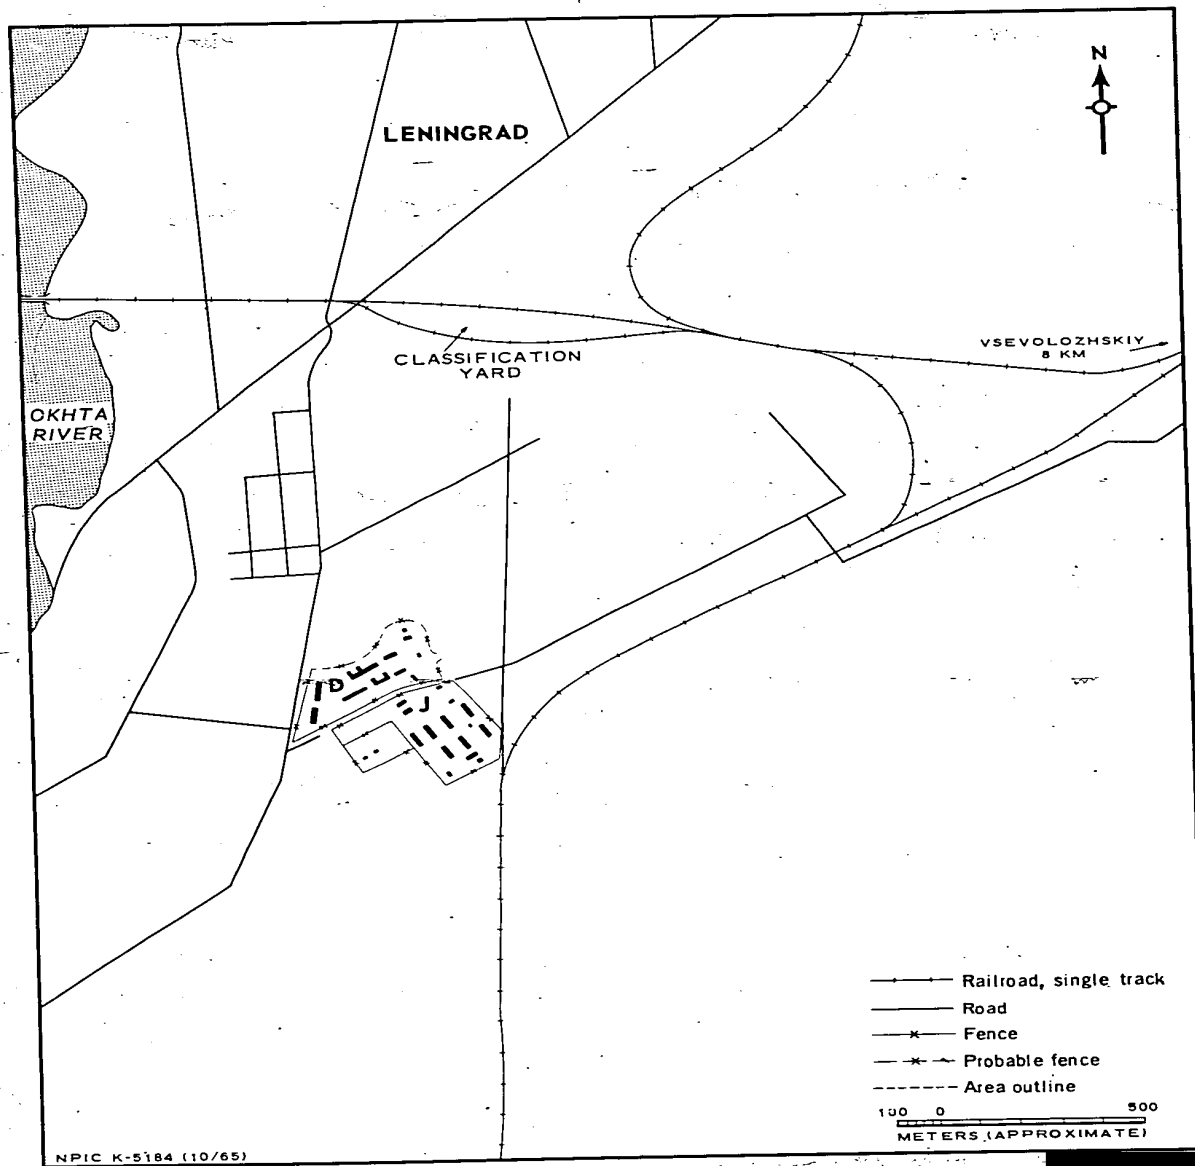 N
LENINGRAD
CLASSIFICATION
YARD
VSEVOLOZHSKIY
8 KM
OKHTA
RIVER
D
J
Railroad, single track
Road
Fence
Probable fence
Area outline
100 0 500
METERS (APPROXIMATE)
NPIC K-5184 (10/65)